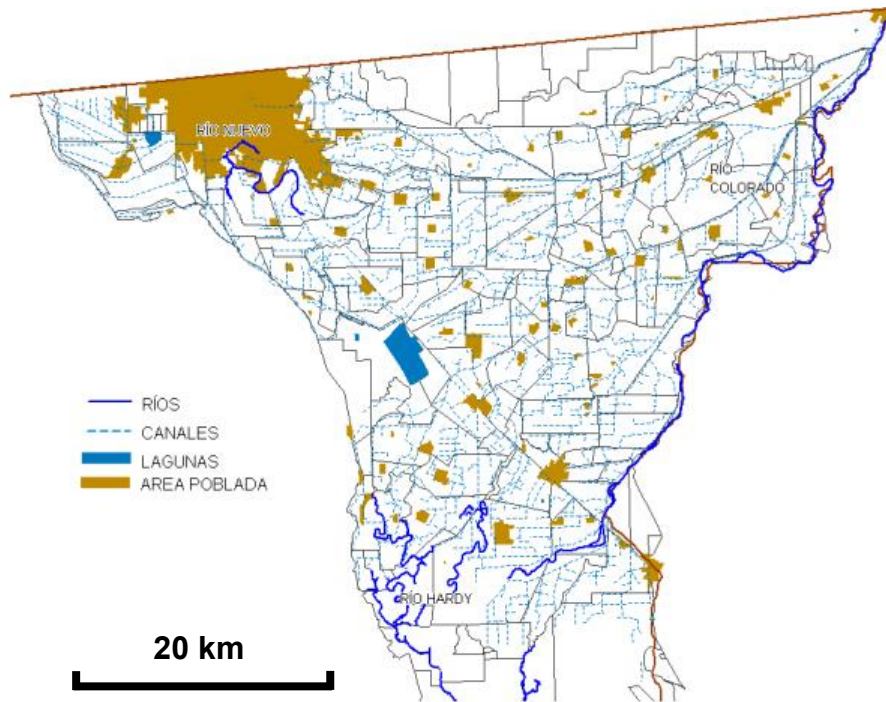 RÍO NUEVO
RÍO
COLORADO
RÍOS
CANALES
LAGUNAS
AREA POBLADA
RÍO HARDY
20 km